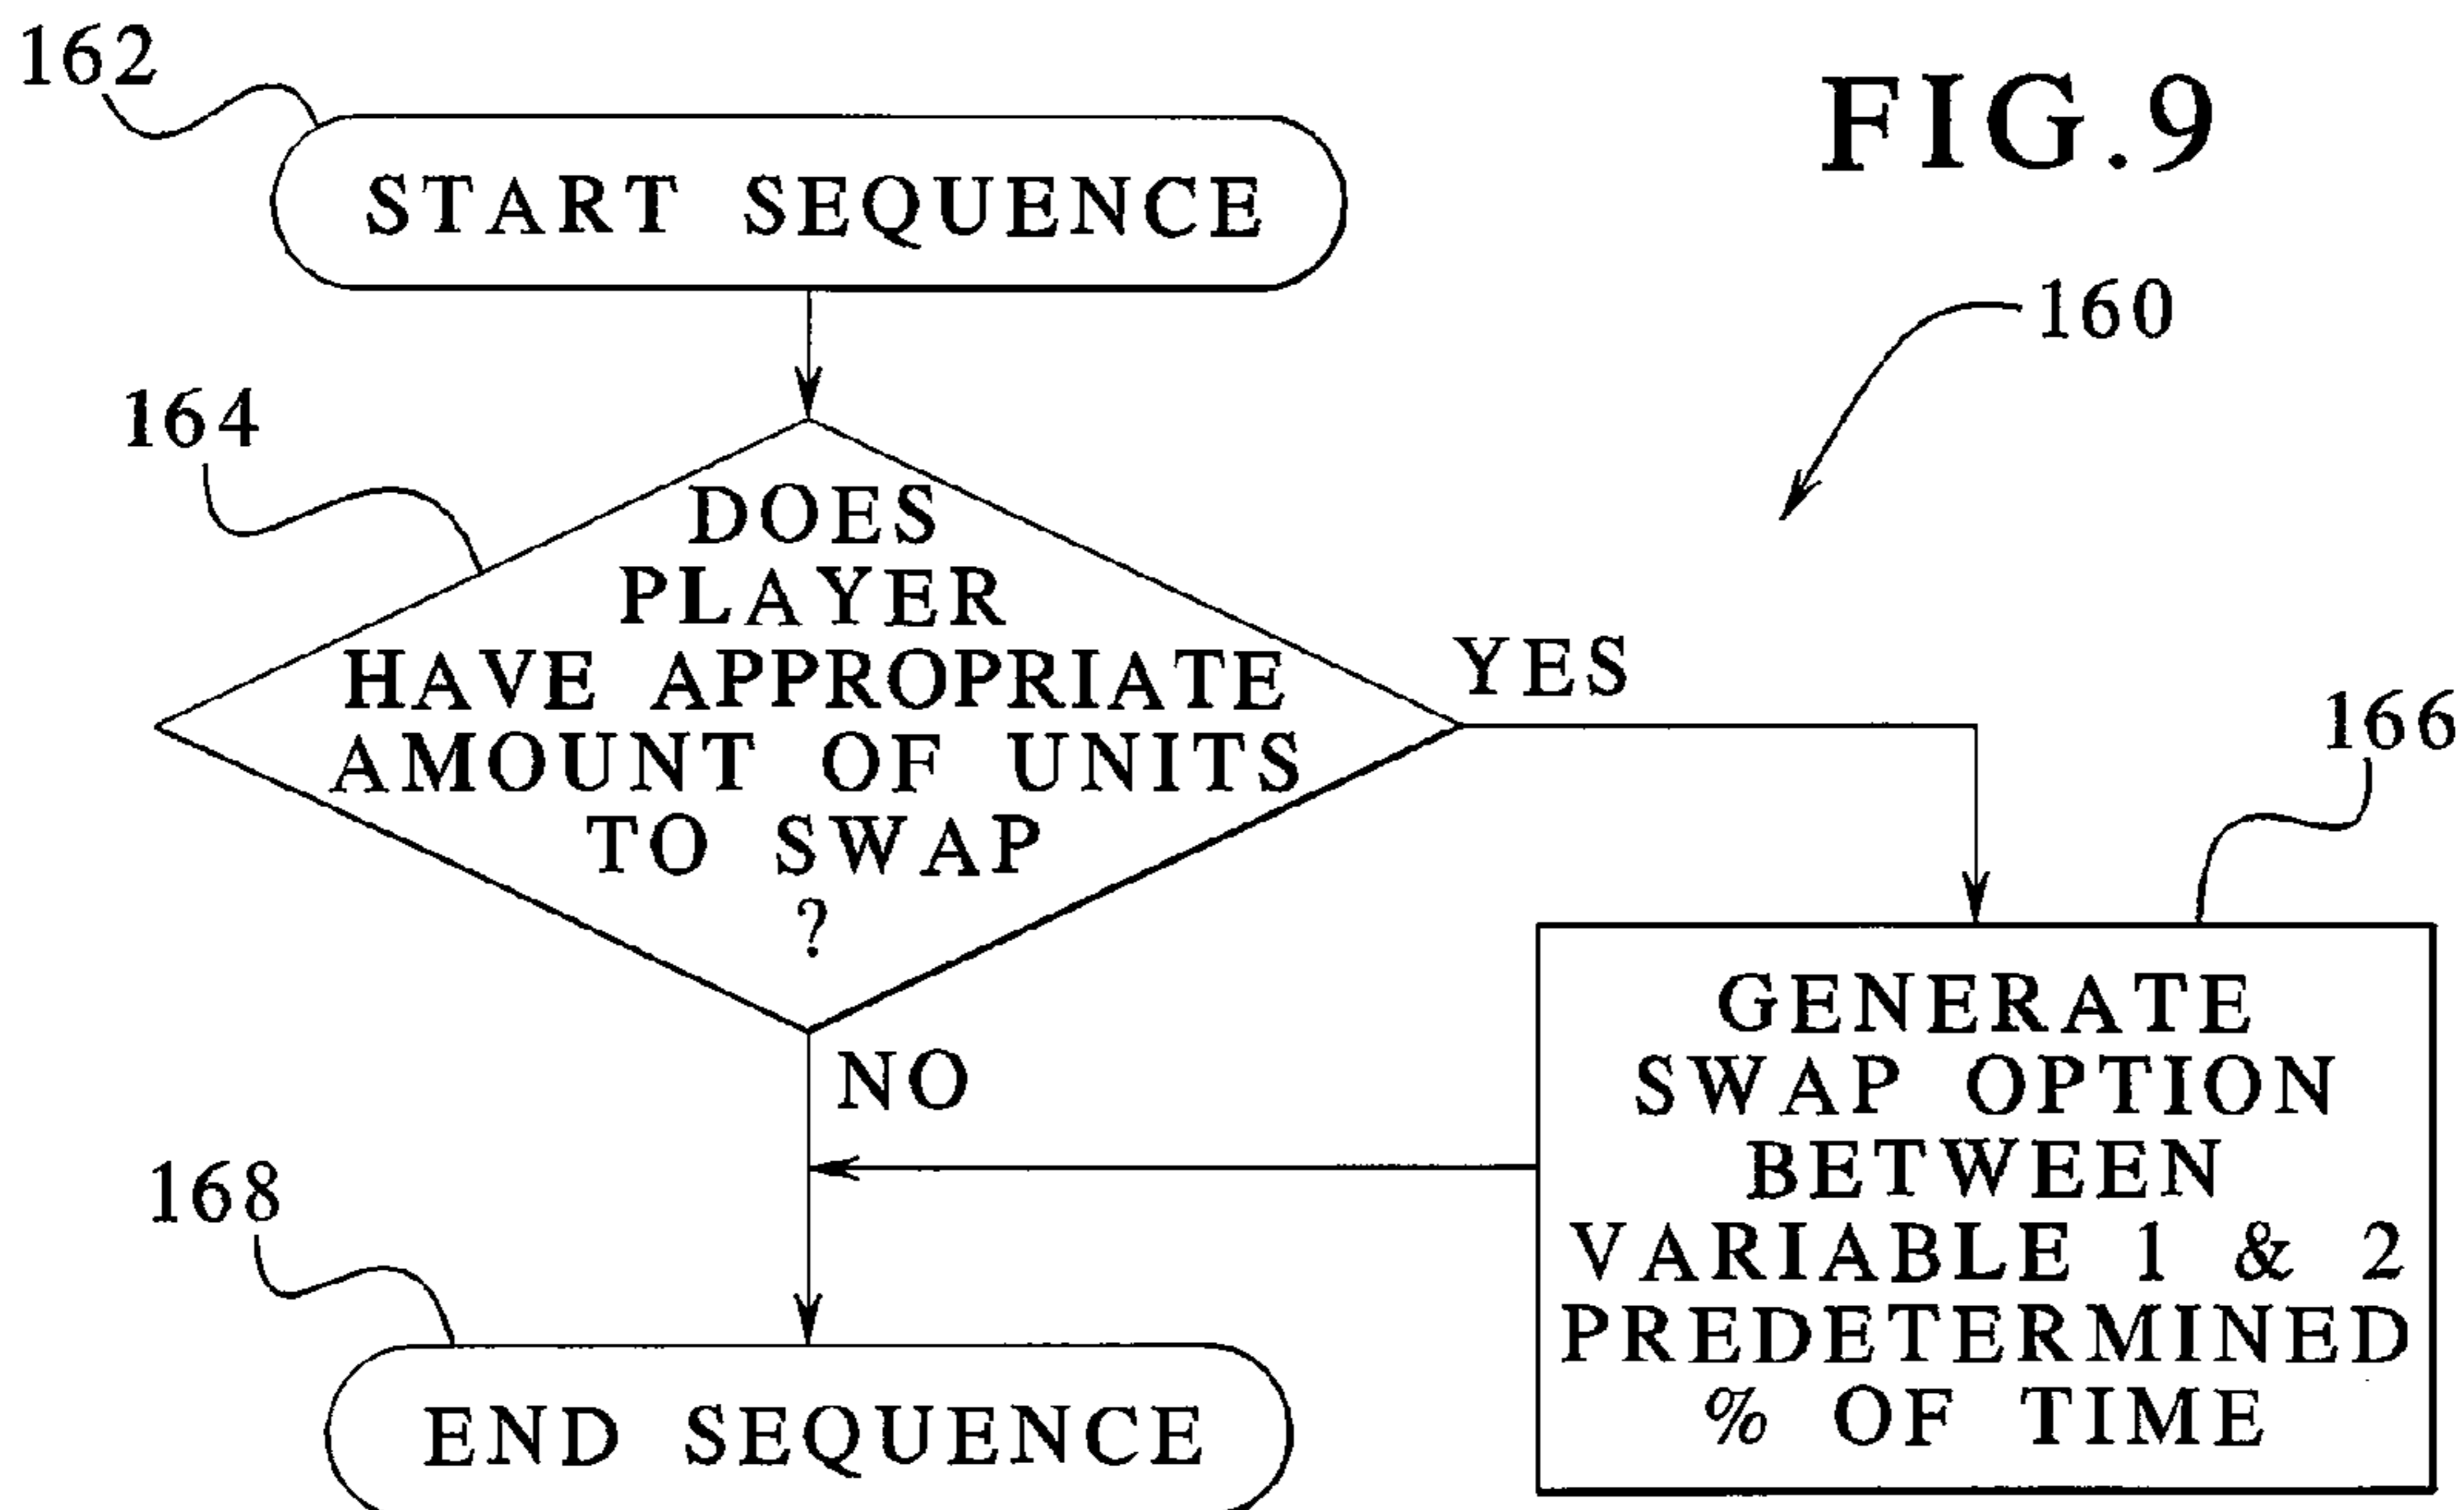 162
FIG.9
START SEQUENCE
160
164
DOES
PLAYER
HAVE APPROPRIATE
AMOUNT OF UNITS
TO SWAP
?
YES
166
NO
GENERATE
SWAP OPTION
BETWEEN
VARIABLE 1 & 2
PREDETERMINED
% OF TIME
168
END SEQUENCE